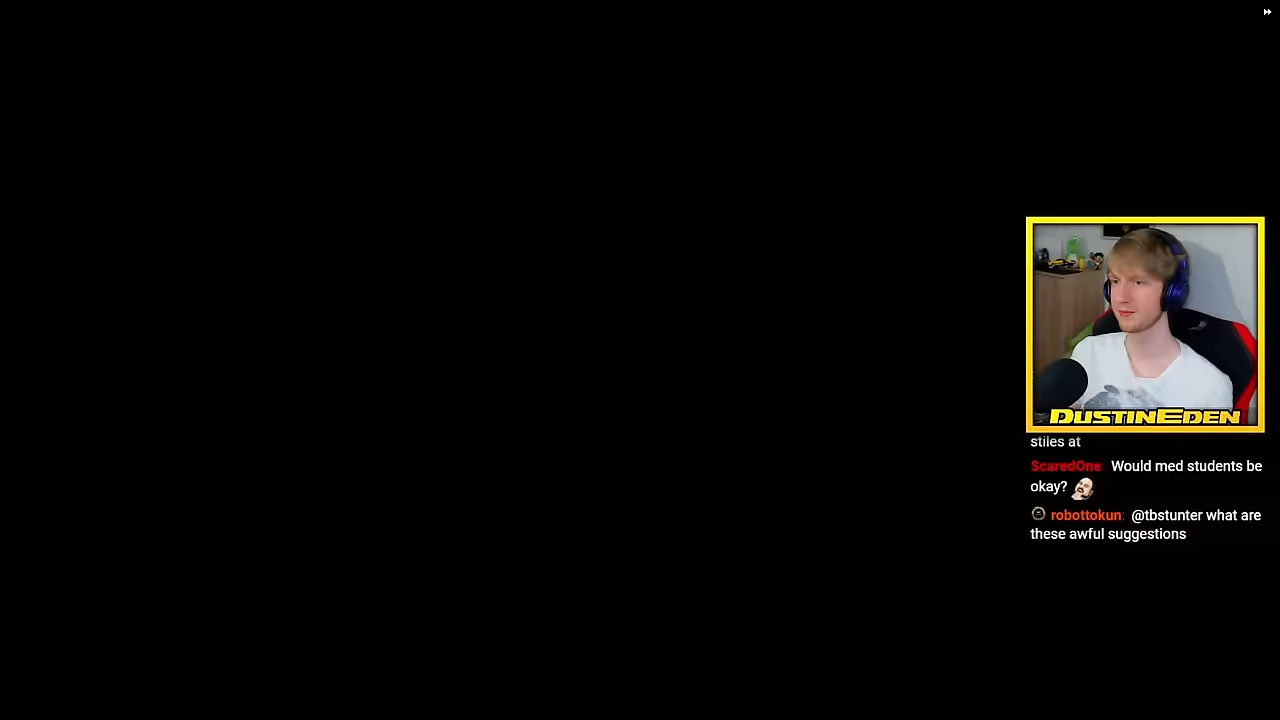 DUSTINEDEN
stiles at
ScaredOne: Would med students be
okay?
robottokun: @tbstunter what are
these awful suggestions